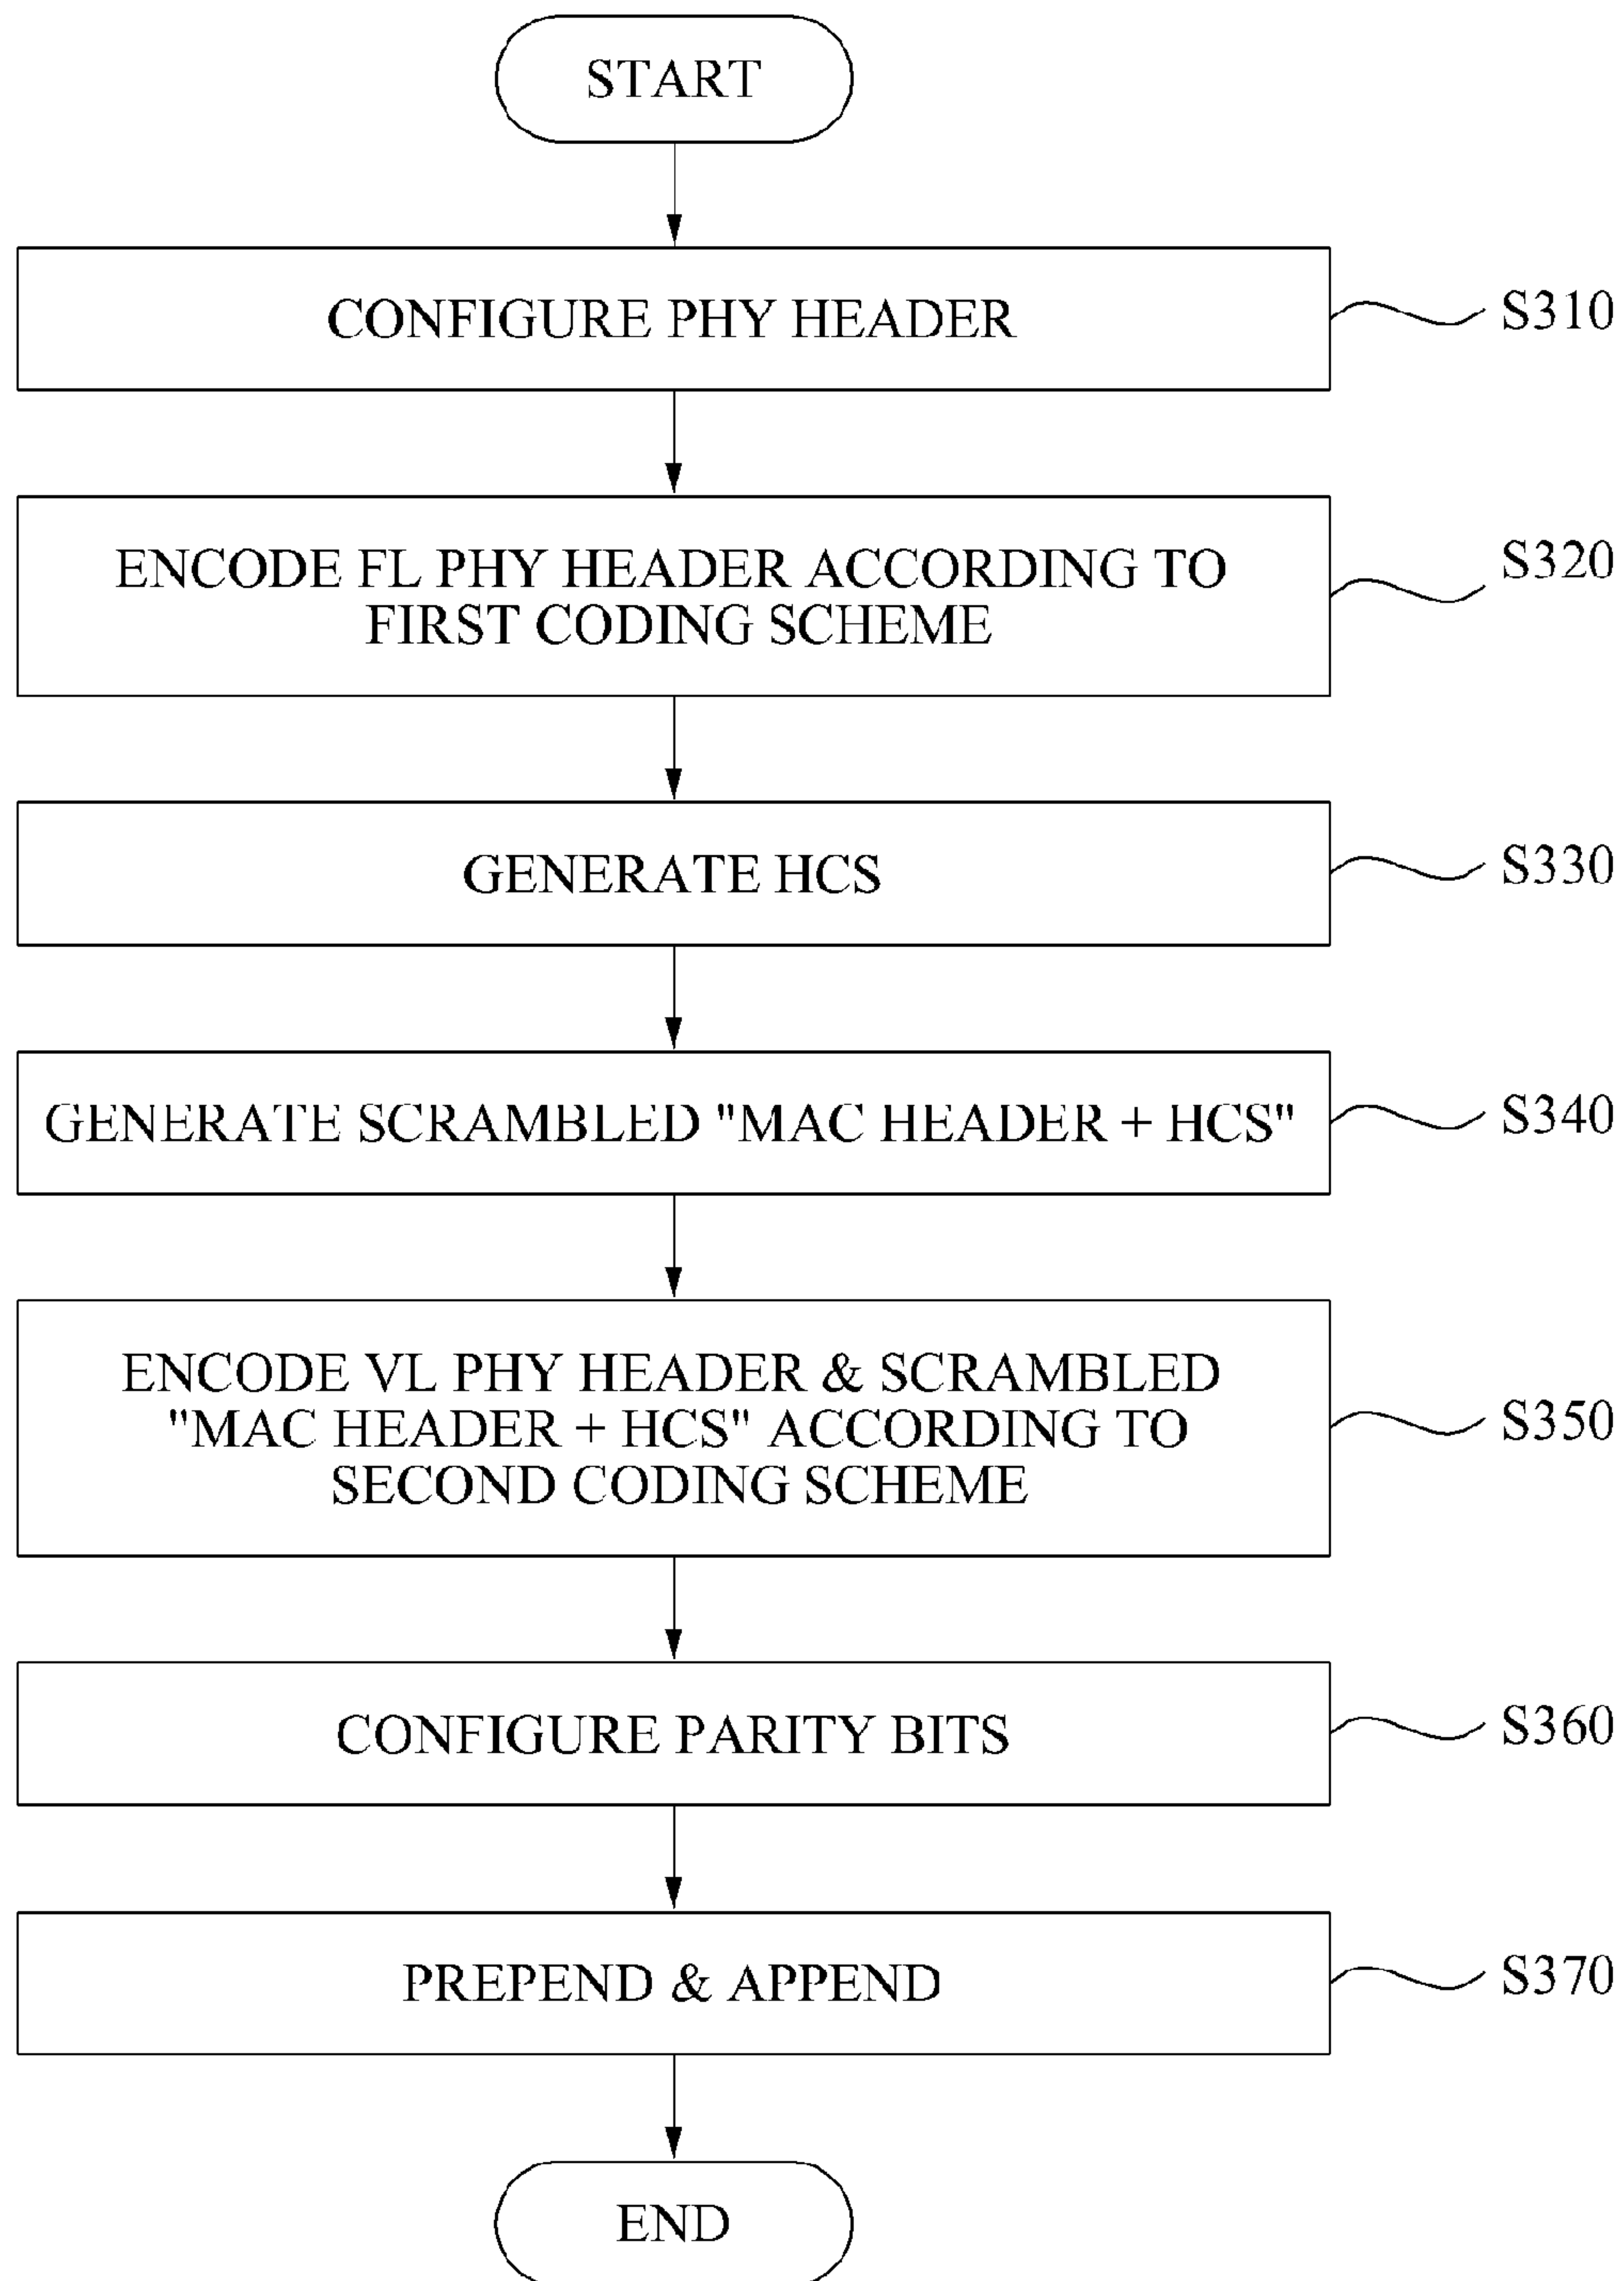 START
CONFIGURE PHY HEADER
S310
ENCODE FL PHY HEADER ACCORDING TO
FIRST CODING SCHEME
S320
GENERATE HCS
S330
GENERATE SCRAMBLED "MAC HEADER + HCS"
S340
ENCODE VL PHY HEADER & SCRAMBLED
"MAC HEADER + HCS" ACCORDING TO
SECOND CODING SCHEME
S350
CONFIGURE PARITY BITS
S360
PREPEND & APPEND
S370
END